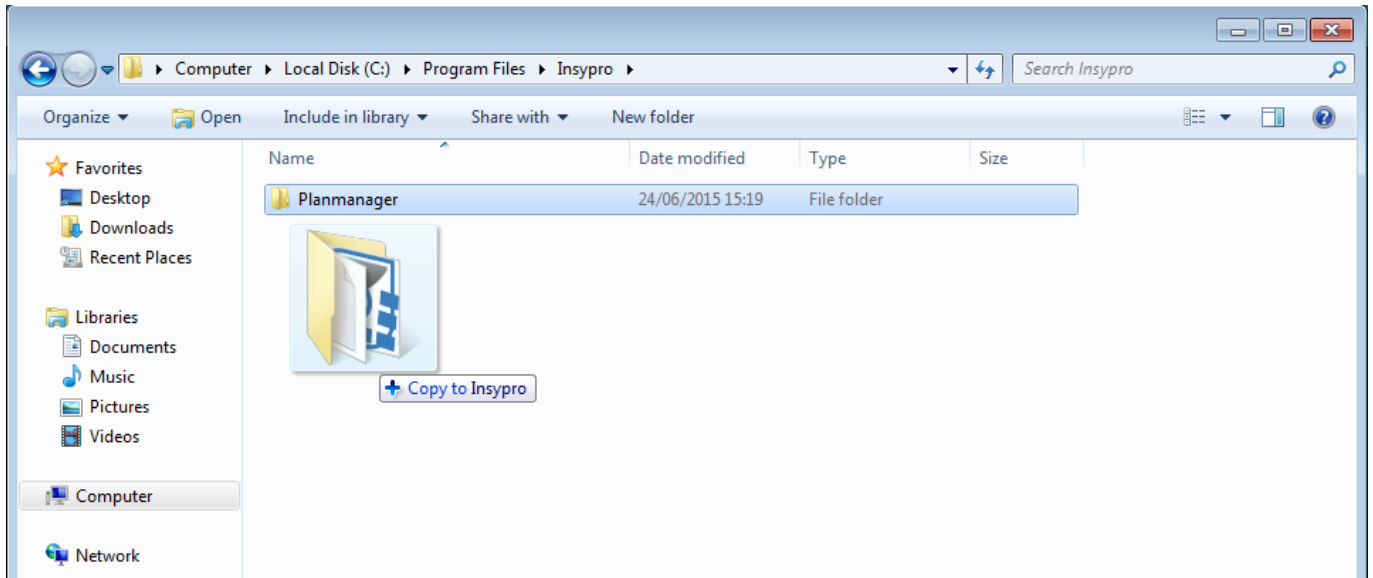 Computer Local Disk (C:) Program Files Insypro Search Insypro
Organize Open Include in library Share with New folder
Name Date modified Type Size
Planmanager 24/06/2015 15:19 File folder
Copy to Insypro
Favorites
Desktop
Downloads
Recent Places
Libraries
Documents
Music
Pictures
Videos
Computer
Network